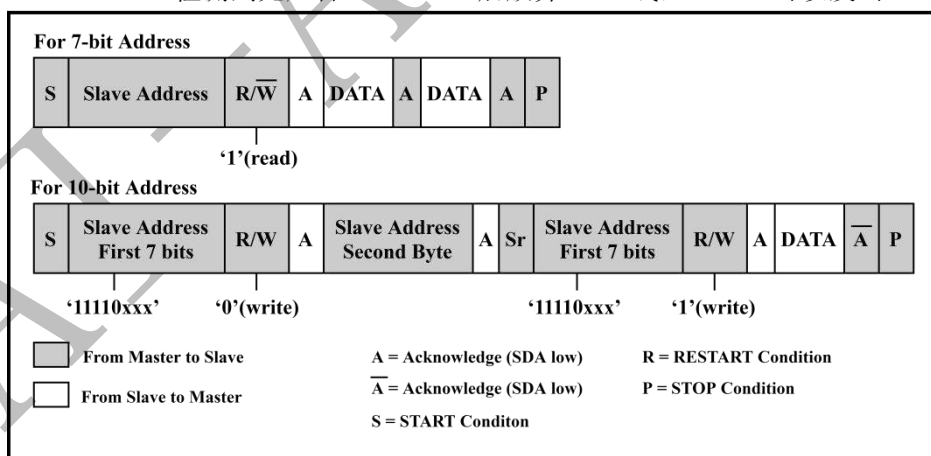 For 7-bit Address
S Slave Address R/W̅ A DATA A DATA A P
‘1’(read)
For 10-bit Address
S Slave Address First 7 bits R/W A Slave Address Second Byte A Sr Slave Address First 7 bits R/W A DATA A̅ P
‘11110xxx’ ‘0’(write) ‘11110xxx’ ‘1’(write)
From Master to Slave A = Acknowledge (SDA low) R = RESTART Condition
A̅ = Acknowledge (SDA low) P = STOP Condition
From Slave to Master
S = START Conditon